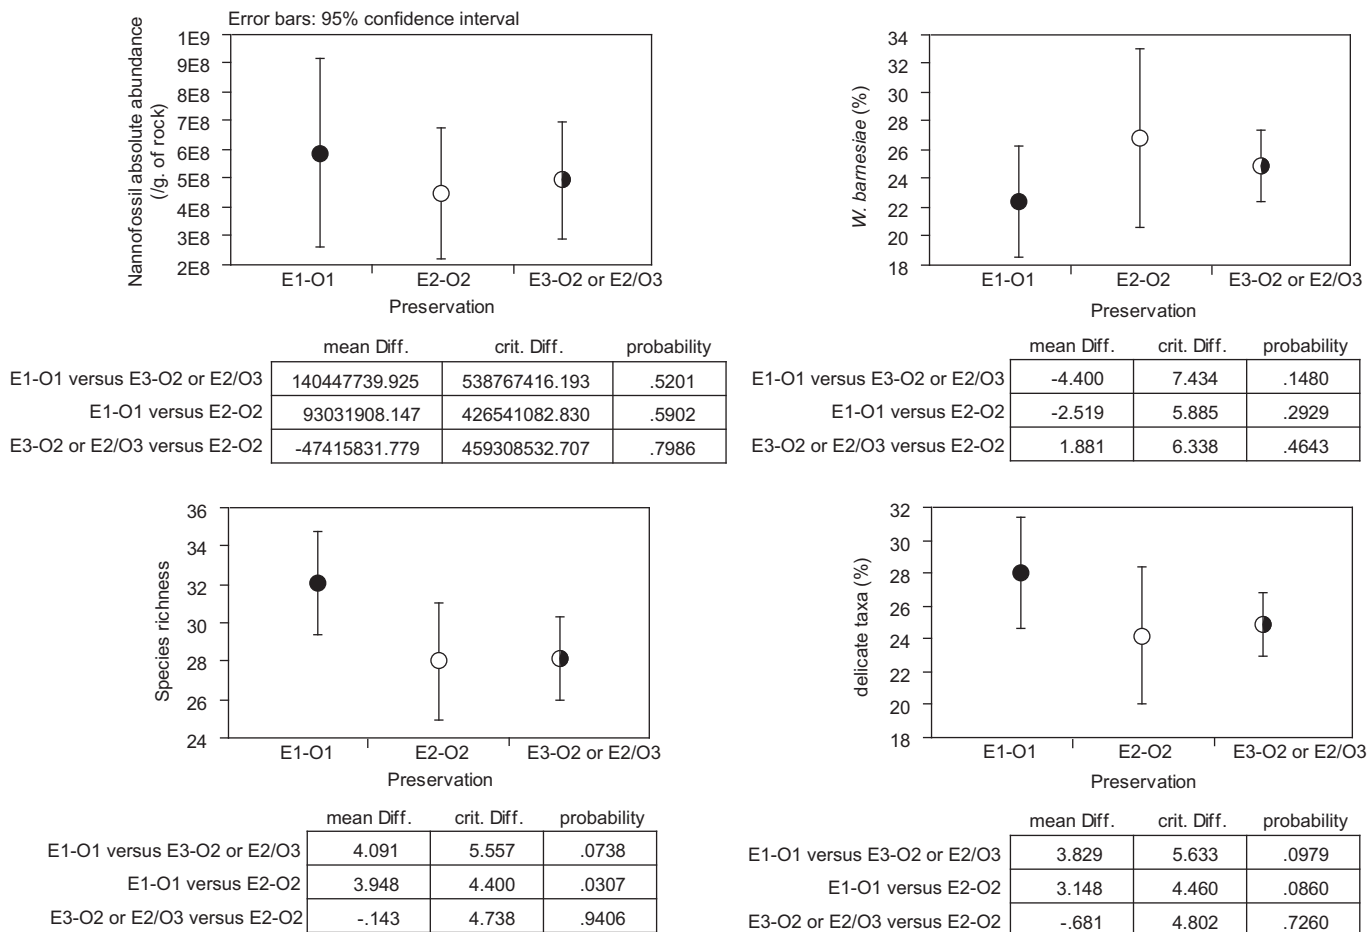 Error bars: 95% confidence interval
Nannofossil absolute abundance
(/g. of rock)
1E9
9E8
8E8
7E8
6E8
5E8
4E8
3E8
2E8
E1-O1 E2-O2 E3-O2 or E2/O3
Preservation
mean Diff. crit. Diff. probability
E1-O1 versus E3-O2 or E2/O3 140447739.925 538767416.193 .5201
E1-O1 versus E2-O2 93031908.147 426541082.830 .5902
E3-O2 or E2/O3 versus E2-O2 -47415831.779 459308532.707 .7986
W. barnesiae (%)
34
32
30
28
26
24
22
20
18
E1-O1 E2-O2 E3-O2 or E2/O3
Preservation
mean Diff. crit. Diff. probability
E1-O1 versus E3-O2 or E2/O3 -4.400 7.434 .1480
E1-O1 versus E2-O2 -2.519 5.885 .2929
E3-O2 or E2/O3 versus E2-O2 1.881 6.338 .4643
Species richness
36
34
32
30
28
26
24
E1-O1 E2-O2 E3-O2 or E2/O3
Preservation
mean Diff. crit. Diff. probability
E1-O1 versus E3-O2 or E2/O3 4.091 5.557 .0738
E1-O1 versus E2-O2 3.948 4.400 .0307
E3-O2 or E2/O3 versus E2-O2 -.143 4.738 .9406
delicate taxa (%)
32
30
28
26
24
22
20
18
E1-O1 E2-O2 E3-O2 or E2/O3
Preservation
mean Diff. crit. Diff. probability
E1-O1 versus E3-O2 or E2/O3 3.829 5.633 .0979
E1-O1 versus E2-O2 3.148 4.460 .0860
E3-O2 or E2/O3 versus E2-O2 -.681 4.802 .7260